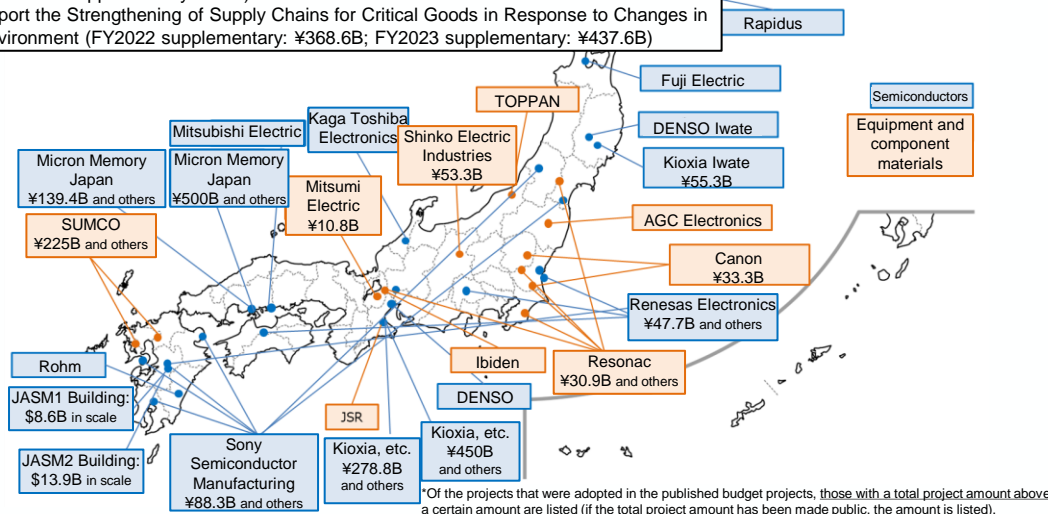 port the Strengthening of Supply Chains for Critical Goods in Response to Changes in
vironment (FY2022 supplementary: ¥368.6B; FY2023 supplementary: ¥437.6B)
Rapidus
Fuji Electric
TOPPAN
Semiconductors
Equipment and
component
materials
Kaga Toshiba
Electronics
Mitsubishi Electric
Shinko Electric
Industries
¥53.3B
DENSO Iwate
Kioxia Iwate
¥55.3B
Micron Memory
Japan
¥139.4B and others
Micron Memory
Japan
¥500B and others
Mitsumi
Electric
¥10.8B
SUMCO
¥225B and others
AGC Electronics
Canon
¥33.3B
Renesas Electronics
¥47.7B and others
Ibiden
Resonac
¥30.9B and others
Rohm
DENSO
JASM1 Building:
$8.6B in scale
JSR
JASM2 Building:
$13.9B in scale
Sony
Semiconductor
Manufacturing
¥88.3B and others
Kioxia, etc.
¥278.8B
and others
Kioxia, etc.
¥450B
and others
*Of the projects that were adopted in the published budget projects, those with a total project amount above
a certain amount are listed (if the total project amount has been made public, the amount is listed).